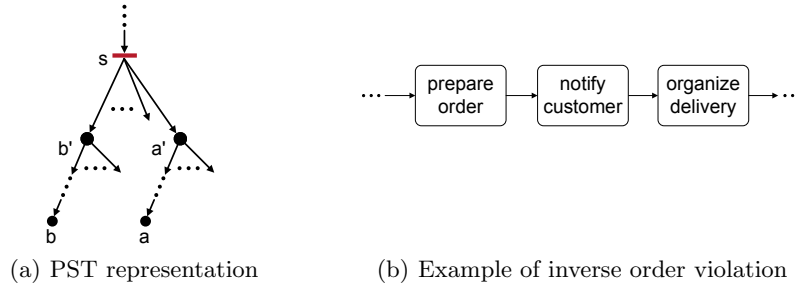 s
b'
a'
b
a
prepare
order
notify
customer
organize
delivery
(a) PST representation
(b) Example of inverse order violation